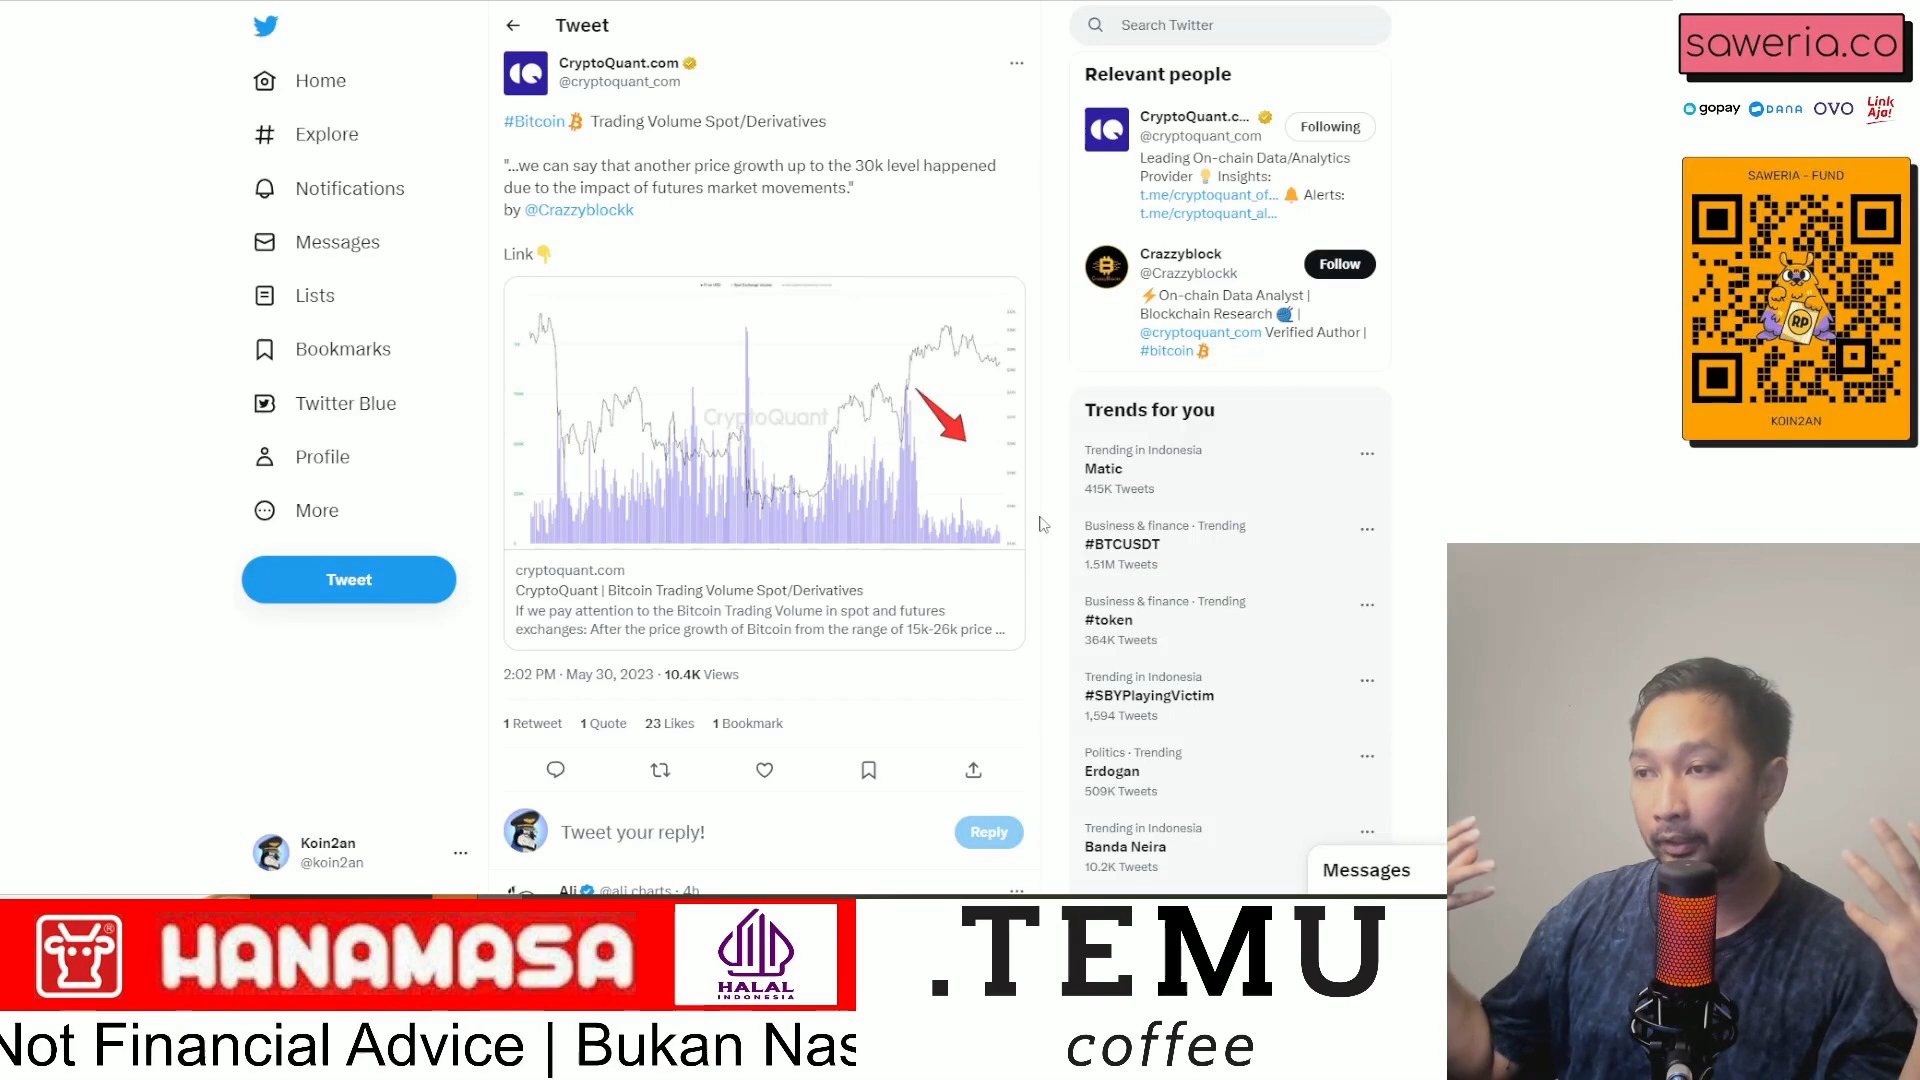 Home
Explore
Notifications
Messages
Lists
Bookmarks
Twitter Blue
Profile
More
Tweet
Koin2an
@koin2an
Tweet
CryptoQuant.com
@cryptoquant_com
#Bitcoin Trading Volume Spot/Derivatives
"...we can say that another price growth up to the 30k level happened
due to the impact of futures market movements."
by @Crazzyblockk
Link
CryptoQuant
cryptoquant.com
CryptoQuant | Bitcoin Trading Volume Spot/Derivatives
If we pay attention to the Bitcoin Trading Volume in spot and futures
exchanges: After the price growth of Bitcoin from the range of 15k-26k price ...
2:02 PM · May 30, 2023 · 10.4K Views
1 Retweet 1 Quote 23 Likes 1 Bookmark
Tweet your reply!
Reply
Ali @ali_charts · 4h
Search Twitter
Relevant people
CryptoQuant.c...
@cryptoquant_com
Following
Leading On-chain Data/Analytics
Provider Insights:
t.me/cryptoquant_of... Alerts:
t.me/cryptoquant_al...
Crazzyblock
@Crazzyblockk
Follow
On-chain Data Analyst |
Blockchain Research |
@cryptoquant_com Verified Author |
#bitcoin
Trends for you
Trending in Indonesia
Matic
415K Tweets
Business & finance · Trending
#BTCUSDT
1.51M Tweets
Business & finance · Trending
#token
364K Tweets
Trending in Indonesia
#SBYPlayingVictim
1,594 Tweets
Politics · Trending
Erdogan
509K Tweets
Trending in Indonesia
Banda Neira
10.2K Tweets
Messages
saweria.co
gopay DANA OVO Link Aja!
SAWERIA - FUND
RP
KOIN2AN
HANAMASA
HALAL
INDONESIA
Not Financial Advice | Bukan Nas
.TEMU
coffee